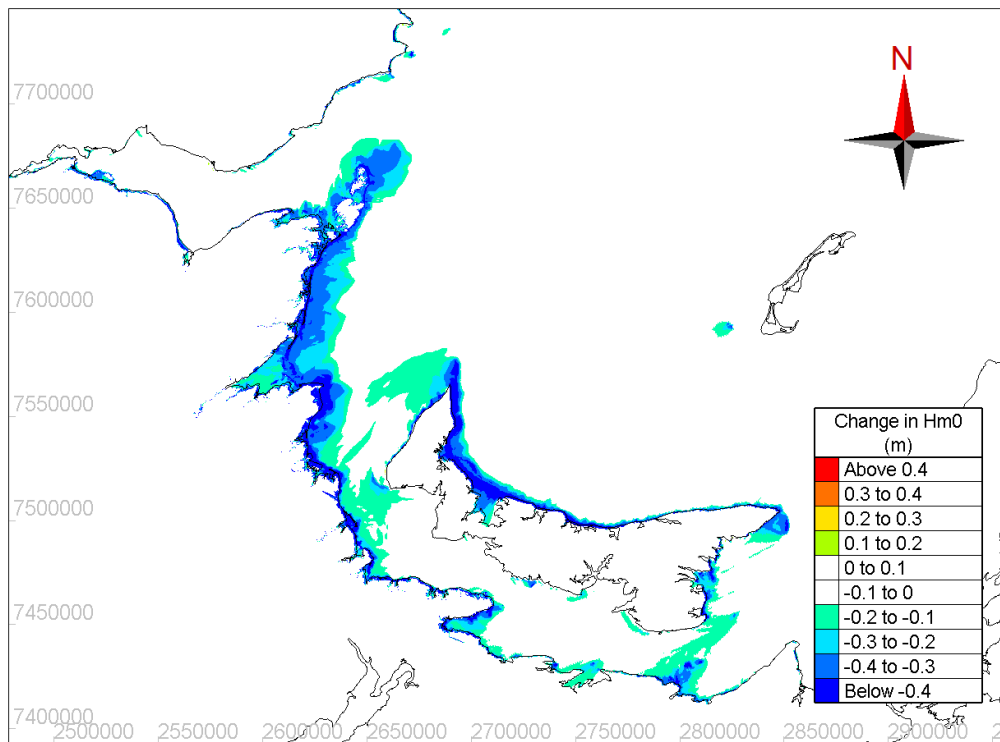 N
7700000
7650000
7600000
7550000
7500000
7450000
7400000
2500000
2550000
2600000
2650000
2700000
2750000
2800000
2850000
Change in Hm0
(m)
Above 0.4
0.3 to 0.4
0.2 to 0.3
0.1 to 0.2
0 to 0.1
-0.1 to 0
-0.2 to -0.1
-0.3 to -0.2
-0.4 to -0.3
Below -0.4